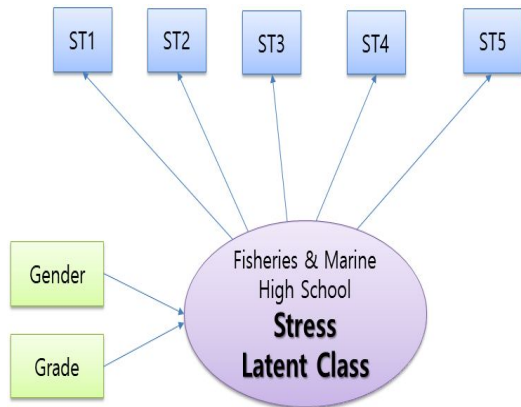 ST1
ST2
ST3
ST4
ST5
Fisheries & Marine
High School
Stress
Latent Class
Gender
Grade